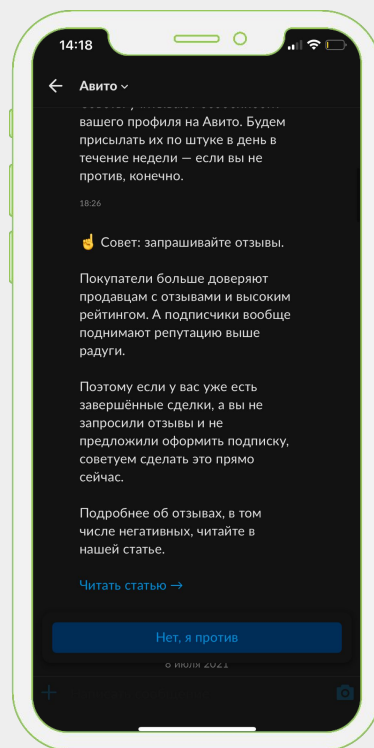 14:18
Авито
вашего профиля на Авито. Будем
присылать их по штуке в день в
течение недели — если вы не
против, конечно.
18:26
☝️ Совет: запрашивайте отзывы.
Покупатели больше доверяют
продавцам с отзывами и высоким
рейтингом. А подписчики вообще
поднимают репутацию выше
радуги.
Поэтому если у вас уже есть
завершённые сделки, а вы не
запросили отзывы и не
предложили оформить подписку,
советуем сделать это прямо
сейчас.
Подробнее об отзывах, в том
числе негативных, читайте в
нашей статье.
Читать статью →
Нет, я против
8 июля 2021